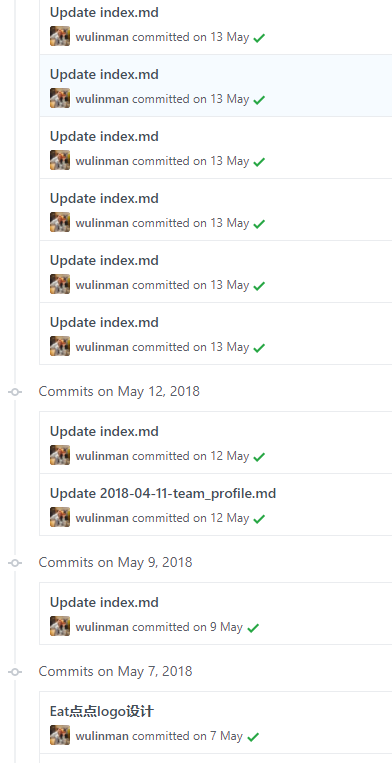 Update index.md
wulinman committed on 13 May
Update index.md
wulinman committed on 13 May
Update index.md
wulinman committed on 13 May
Update index.md
wulinman committed on 13 May
Update index.md
wulinman committed on 13 May
Update index.md
wulinman committed on 13 May
Commits on May 12, 2018
Update index.md
wulinman committed on 12 May
Update 2018-04-11-team_profile.md
wulinman committed on 12 May
Commits on May 9, 2018
Update index.md
wulinman committed on 9 May
Commits on May 7, 2018
Eat点点logo设计
wulinman committed on 7 May